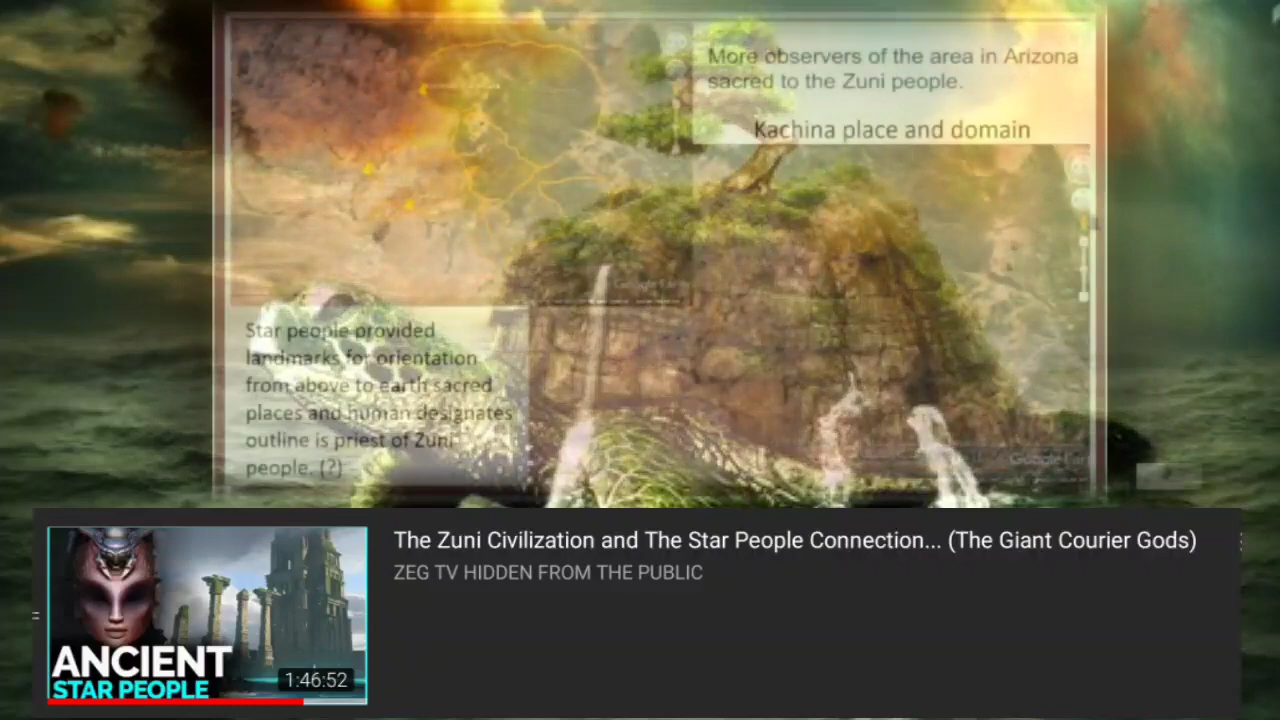 More observers of the area in Arizona
sacred to the Zuni people.
Kachina place and domain
Star people provided
landmarks for orientation
from above to earth sacred
places and human designates
outline is priest of Zuni
people. (?)
The Zuni Civilization and The Star People Connection... (The Giant Courier Gods)
ZEG TV HIDDEN FROM THE PUBLIC
ANCIENT
STAR PEOPLE
1:46:52